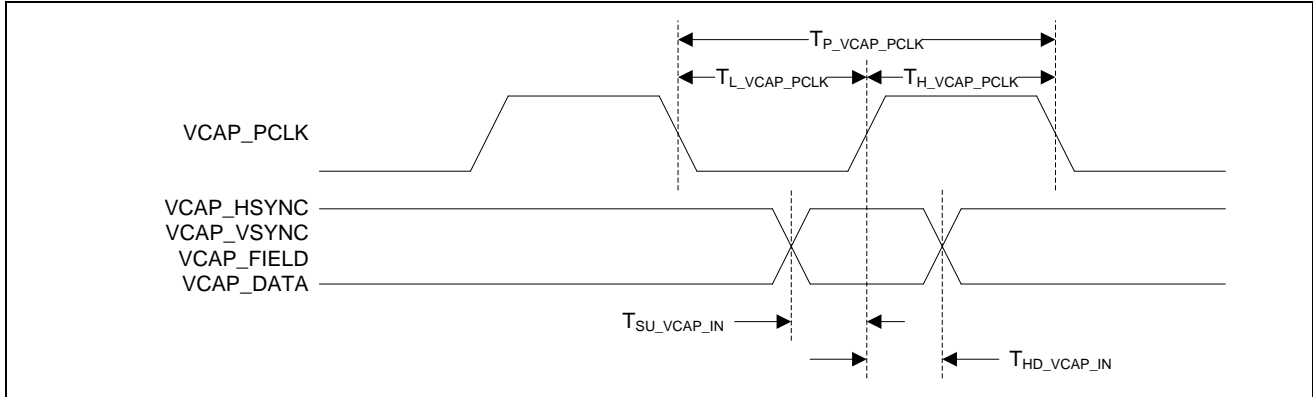 T_P_VCAP_PCLK
T_L_VCAP_PCLK T_H_VCAP_PCLK
VCAP_PCLK
VCAP_HSYNC
VCAP_VSYNC
VCAP_FIELD
VCAP_DATA
T_SU_VCAP_IN
T_HD_VCAP_IN